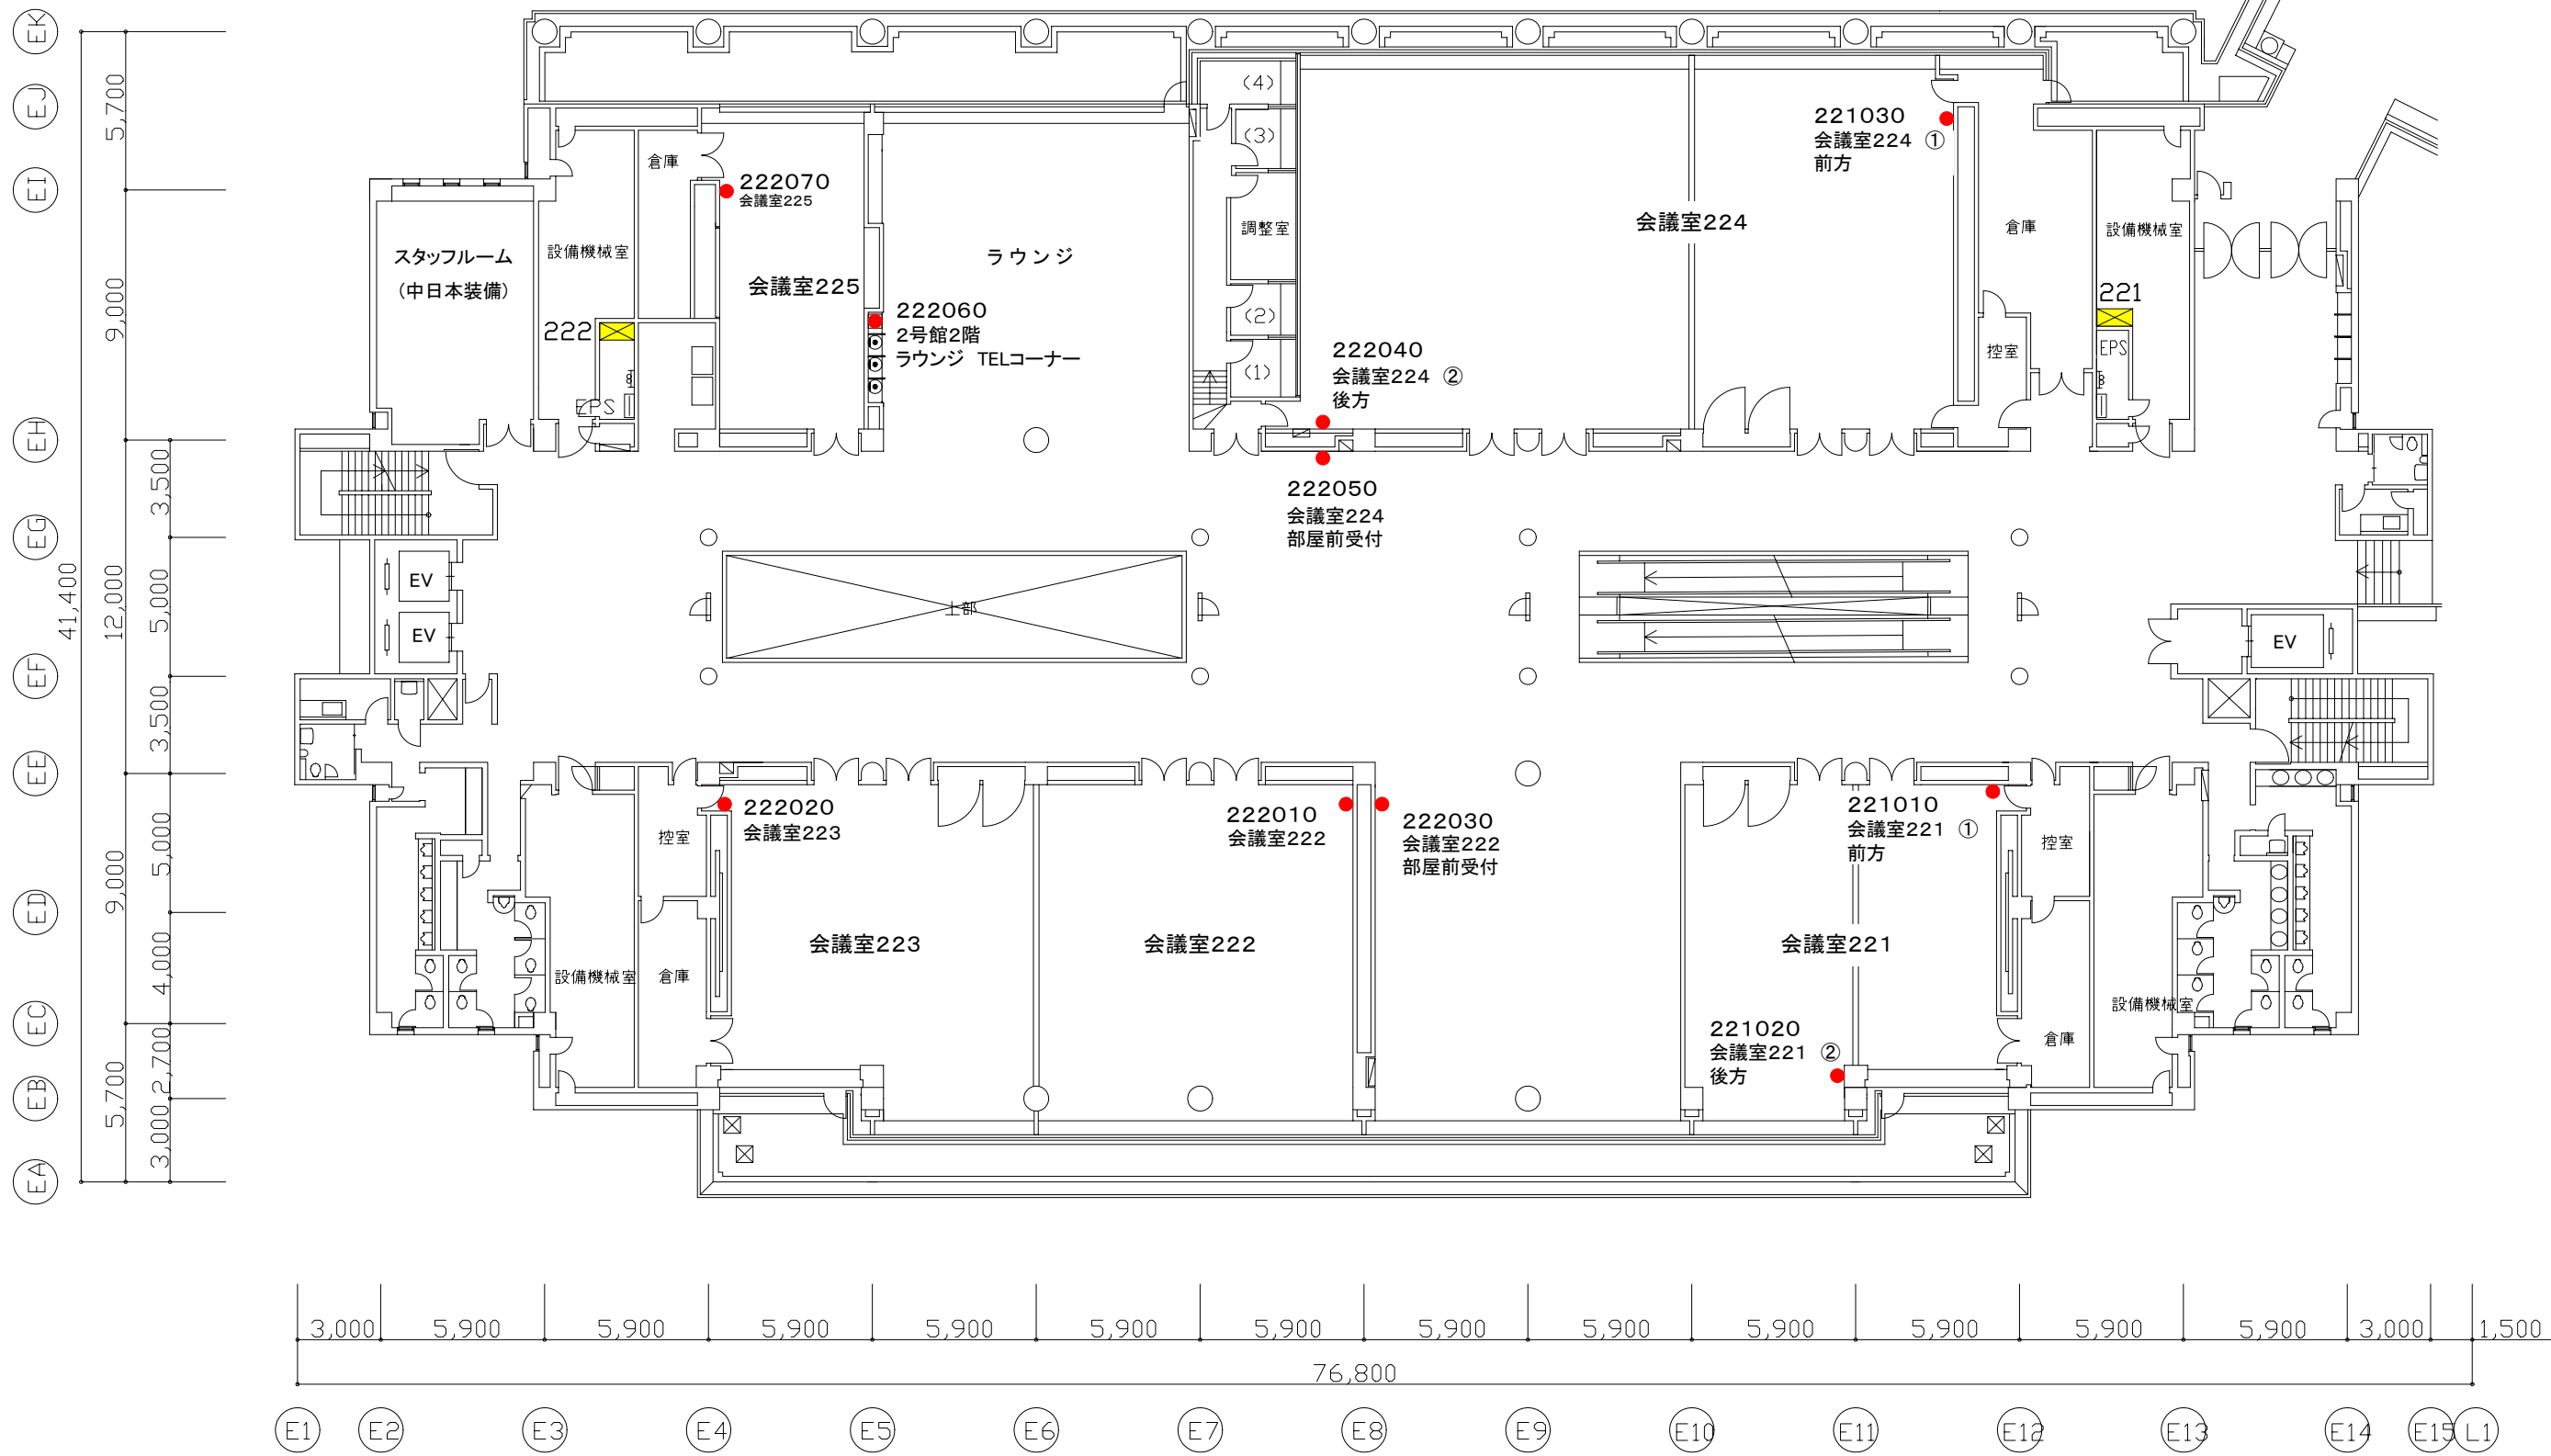 EK
EJ
EI
EH
EG
EF
EE
ED
EC
EB
EA
5,700
9,000
12,000
9,000
5,700
41,400
3,500
5,000
3,500
5,000
4,000
2,700
3,000
スタッフルーム
(中日本装備)
設備機械室
倉庫
222
EPS
222070
会議室225
会議室225
ラウンジ
222060
2号館2階
ラウンジ TELコーナー
(4)
(3)
調整室
(2)
(1)
222040
会議室224 ②
後方
会議室224
221030
会議室224 ①
前方
倉庫
控室
設備機械室
221
EPS
222050
会議室224
部屋前受付
EV
EV
上部
EV
222020
会議室223
控室
倉庫
設備機械室
会議室223
222010
会議室222
会議室222
222030
会議室222
部屋前受付
221010
会議室221 ①
前方
会議室221
221020
会議室221 ②
後方
控室
倉庫
設備機械室
3,000 5,900 5,900 5,900 5,900 5,900 5,900 5,900 5,900 5,900 5,900 5,900 5,900 3,000 1,500
76,800
E1 E2 E3 E4 E5 E6 E7 E8 E9 E10 E11 E12 E13 E14 E15 L1